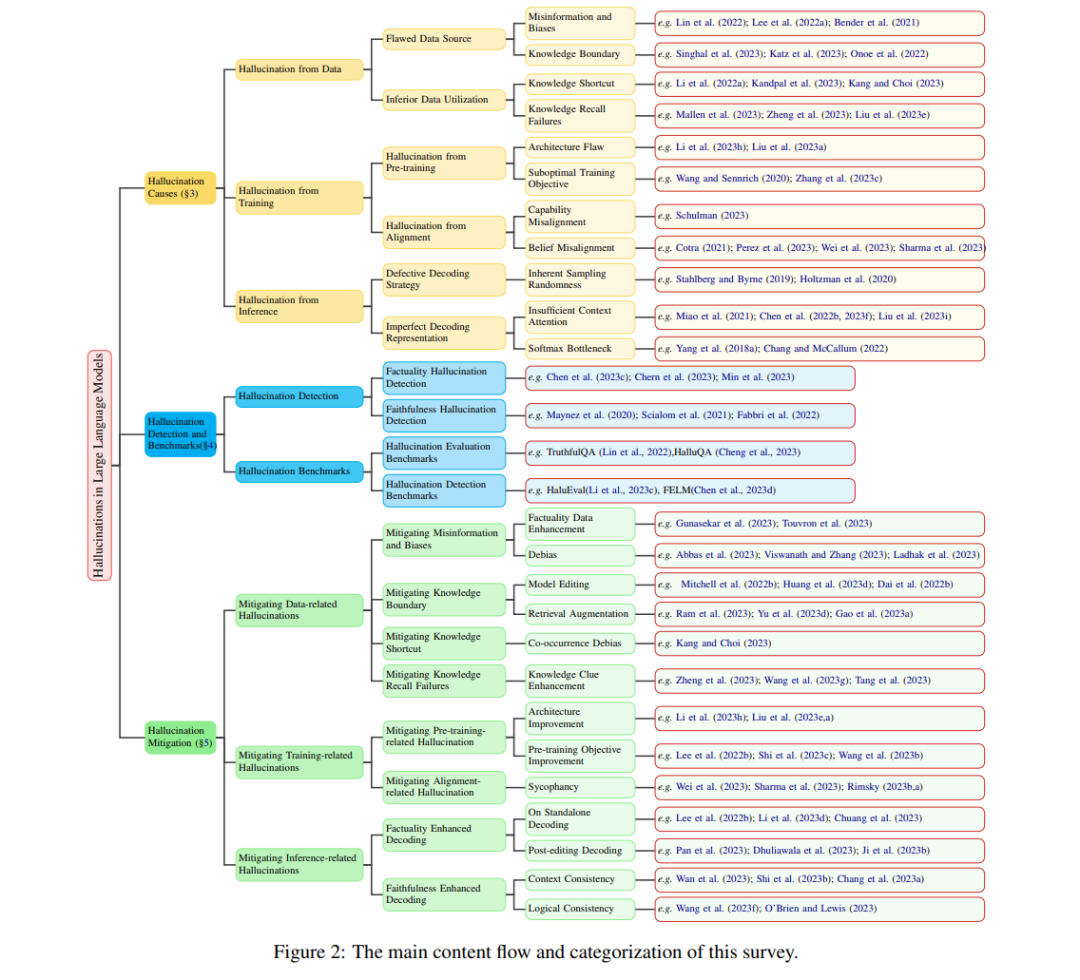 Hallucinations in Large Language Models
Hallucination
Causes (§3)
Hallucination from Data
Flawed Data Source
Misinformation and
Biases
e.g. Lin et al. (2022); Lee et al. (2022a); Bender et al. (2021)
Knowledge Boundary
e.g. Singhal et al. (2023); Katz et al. (2023); Onoe et al. (2022)
Inferior Data Utilization
Knowledge Shortcut
e.g. Li et al. (2022a); Kandpal et al. (2023); Kang and Choi (2023)
Knowledge Recall
Failures
e.g. Mallen et al. (2023); Zheng et al. (2023); Liu et al. (2023e)
Hallucination from
Training
Hallucination from
Pre-training
Architecture Flaw
e.g. Li et al. (2023h); Liu et al. (2023a)
Suboptimal Training
Objective
e.g. Wang and Sennrich (2020); Zhang et al. (2023c)
Hallucination from
Alignment
Capability
Misalignment
e.g. Schulman (2023)
Belief Misalignment
e.g. Cotra (2021); Perez et al. (2023); Wei et al. (2023); Sharma et al. (2023)
Hallucination from
Inference
Defective Decoding
Strategy
Inherent Sampling
Randomness
e.g. Stahlberg and Byrne (2019); Holtzman et al. (2020)
Imperfect Decoding
Representation
Insufficient Context
Attention
e.g. Miao et al. (2021); Chen et al. (2022b, 2023f); Liu et al. (2023i)
Softmax Bottleneck
e.g. Yang et al. (2018a); Chang and McCallum (2022)
Hallucination
Detection and
Benchmarks(§4)
Hallucination Detection
Factuality Hallucination
Detection
e.g. Chen et al. (2023c); Chern et al. (2023); Min et al. (2023)
Faithfulness Hallucination
Detection
e.g. Maynez et al. (2020); Scialom et al. (2021); Fabbri et al. (2022)
Hallucination Benchmarks
Hallucination Evaluation
Benchmarks
e.g. TruthfulQA (Lin et al., 2022),HalluQA (Cheng et al., 2023)
Hallucination Detection
Benchmarks
e.g. HaluEval(Li et al., 2023c), FELM(Chen et al., 2023d)
Hallucination
Mitigation (§5)
Mitigating Data-related
Hallucinations
Mitigating Misinformation
and Biases
Factuality Data
Enhancement
e.g. Gunasekar et al. (2023); Touvron et al. (2023)
Debias
e.g. Abbas et al. (2023); Viswanath and Zhang (2023); Ladhak et al. (2023)
Mitigating Knowledge
Boundary
Model Editing
e.g. Mitchell et al. (2022b); Huang et al. (2023d); Dai et al. (2022b)
Retrieval Augmentation
e.g. Ram et al. (2023); Yu et al. (2023d); Gao et al. (2023a)
Mitigating Knowledge
Shortcut
Co-occurrence Debias
e.g. Kang and Choi (2023)
Mitigating Knowledge
Recall Failures
Knowledge Clue
Enhancement
e.g. Zheng et al. (2023); Wang et al. (2023g); Tang et al. (2023)
Mitigating Training-related
Hallucinations
Mitigating Pre-training-
related Hallucination
Architecture
Improvement
e.g. Li et al. (2023h); Liu et al. (2023e,a)
Pre-training Objective
Improvement
e.g. Lee et al. (2022b); Shi et al. (2023c); Wang et al. (2023b)
Mitigating Alignment-
related Hallucination
Sycophancy
e.g. Wei et al. (2023); Sharma et al. (2023); Rimsky (2023b,a)
Mitigating Inference-related
Hallucinations
Factuality Enhanced
Decoding
On Standalone
Decoding
e.g. Lee et al. (2022b); Li et al. (2023d); Chuang et al. (2023)
Post-editing Decoding
e.g. Pan et al. (2023); Dhuliawala et al. (2023); Ji et al. (2023b)
Faithfulness Enhanced
Decoding
Context Consistency
e.g. Wan et al. (2023); Shi et al. (2023b); Chang et al. (2023a)
Logical Consistency
e.g. Wang et al. (2023f); O'Brien and Lewis (2023)
Figure 2: The main content flow and categorization of this survey.